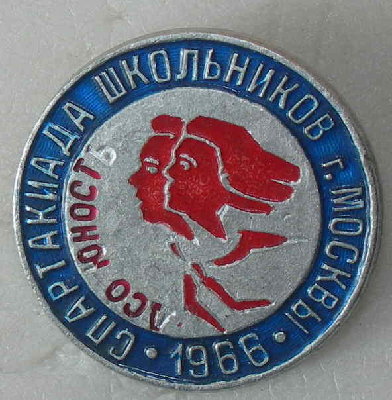 СПАРТАКИАДА ШКОЛЬНИКОВ г. МОСКВЫ
• 1966 •
ДСО ЮНОСТЬ